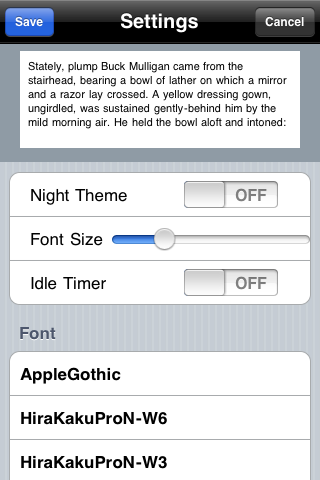 Save
Settings
Cancel
Stately, plump Buck Mulligan came from the
stairhead, bearing a bowl of lather on which a mirror
and a razor lay crossed. A yellow dressing gown,
ungirdled, was sustained gently-behind him by the
mild morning air. He held the bowl aloft and intoned:
Night Theme
OFF
Font Size
Idle Timer
OFF
Font
AppleGothic
HiraKakuProN-W6
HiraKakuProN-W3